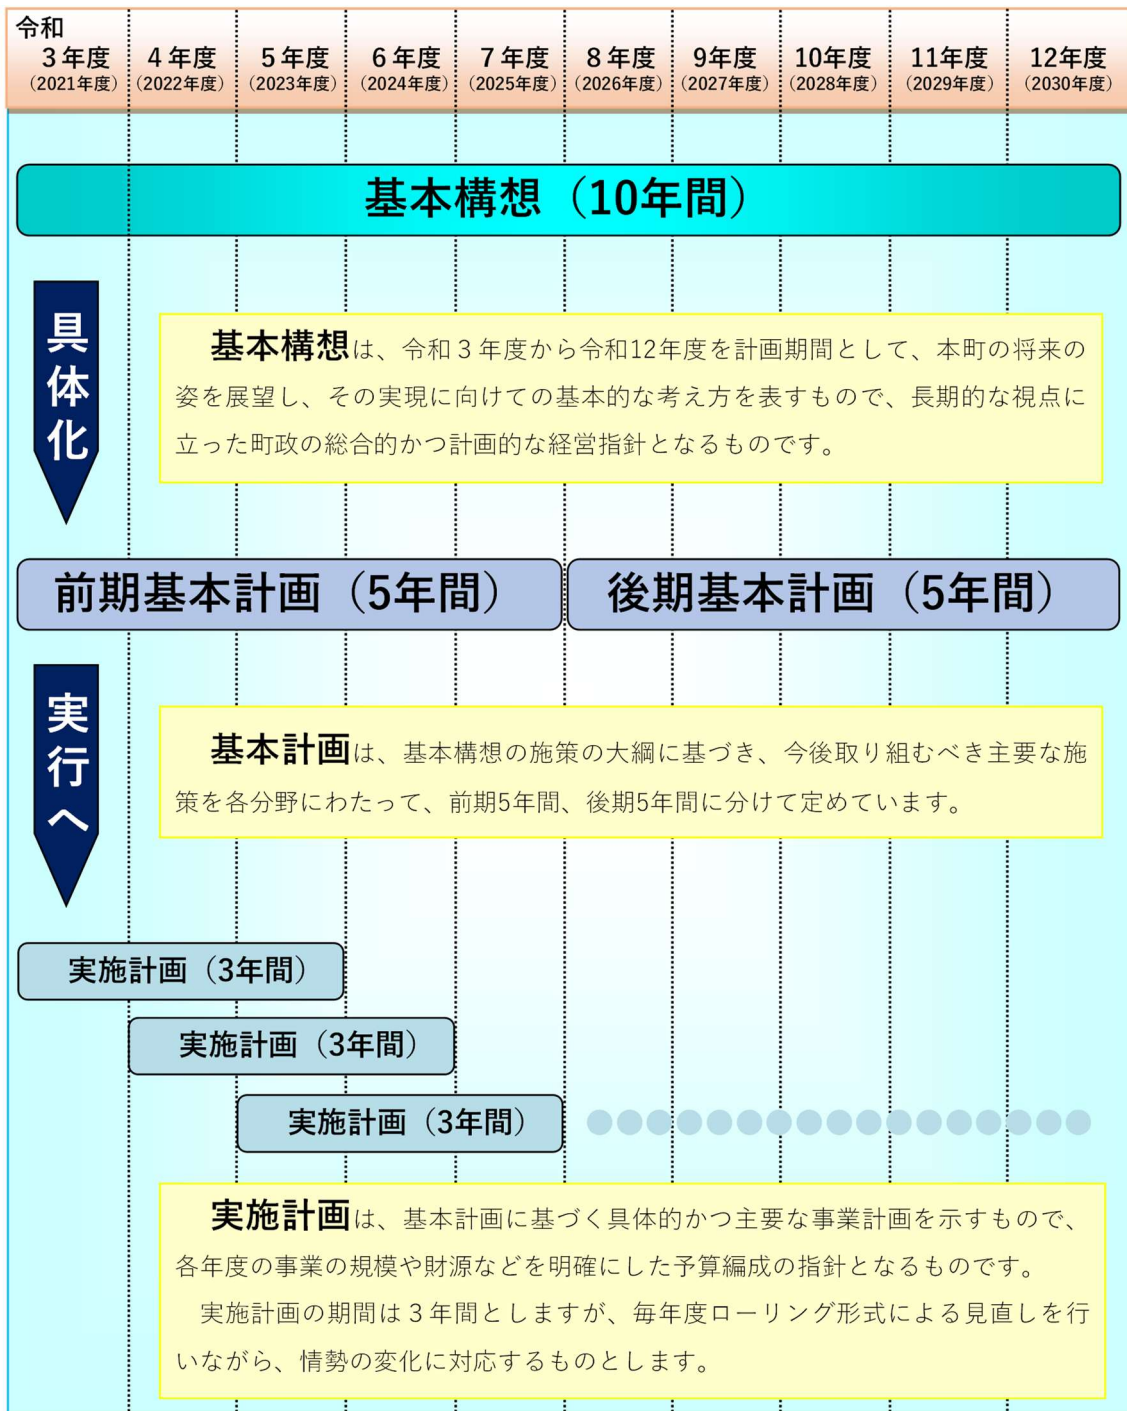 令和
3年度 4年度 5年度 6年度 7年度 8年度 9年度 10年度 11年度 12年度
(2021年度) (2022年度) (2023年度) (2024年度) (2025年度) (2026年度) (2027年度) (2028年度) (2029年度) (2030年度)
基本構想（10年間）
具体化
基本構想は、令和３年度から令和12年度を計画期間として、本町の将来の
姿を展望し、その実現に向けての基本的な考え方を表すもので、長期的な視点に
立った町政の総合的かつ計画的な経営指針となるものです。
前期基本計画（5年間） 後期基本計画（5年間）
実行へ
基本計画は、基本構想の施策の大綱に基づき、今後取り組むべき主要な施
策を各分野にわたって、前期5年間、後期5年間に分けて定めています。
実施計画（3年間）
実施計画（3年間）
実施計画（3年間）
実施計画は、基本計画に基づく具体的かつ主要な事業計画を示すもので、
各年度の事業の規模や財源などを明確にした予算編成の指針となるものです。
実施計画の期間は３年間としますが、毎年度ローリング形式による見直しを行
いながら、情勢の変化に対応するものとします。